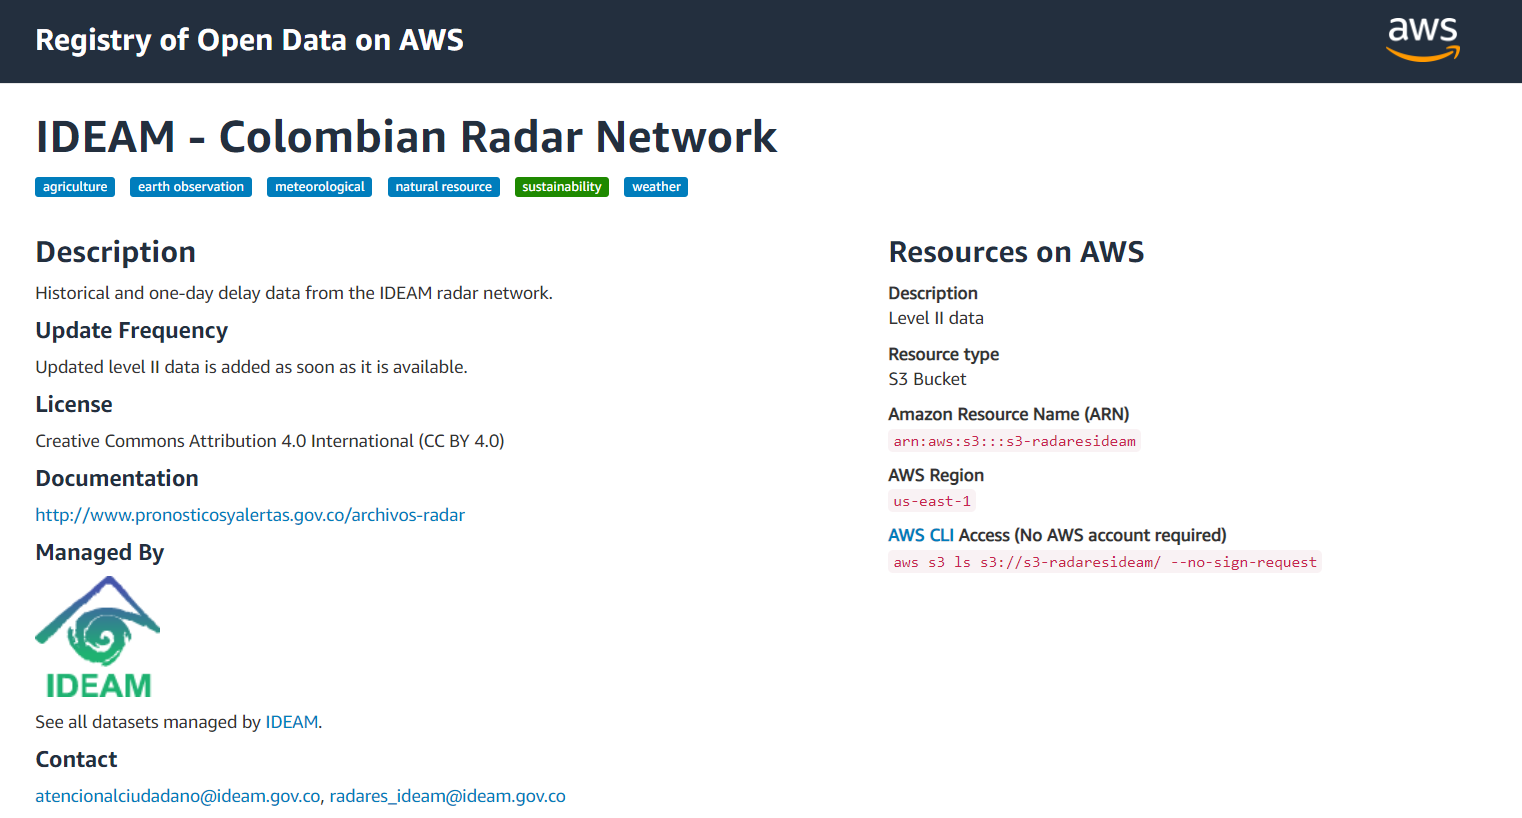 Registry of Open Data on AWS
aws
IDEAM - Colombian Radar Network
agriculture earth observation meteorological natural resource sustainability weather
Description
Historical and one-day delay data from the IDEAM radar network.
Update Frequency
Updated level II data is added as soon as it is available.
License
Creative Commons Attribution 4.0 International (CC BY 4.0)
Documentation
http://www.pronosticosyalertas.gov.co/archivos-radar
Managed By
IDEAM
See all datasets managed by IDEAM.
Contact
atencionalciudadano@ideam.gov.co, radares_ideam@ideam.gov.co
Resources on AWS
Description
Level II data
Resource type
S3 Bucket
Amazon Resource Name (ARN)
arn:aws:s3:::s3-radaresideam
AWS Region
us-east-1
AWS CLI Access (No AWS account required)
aws s3 ls s3://s3-radaresideam/ --no-sign-request